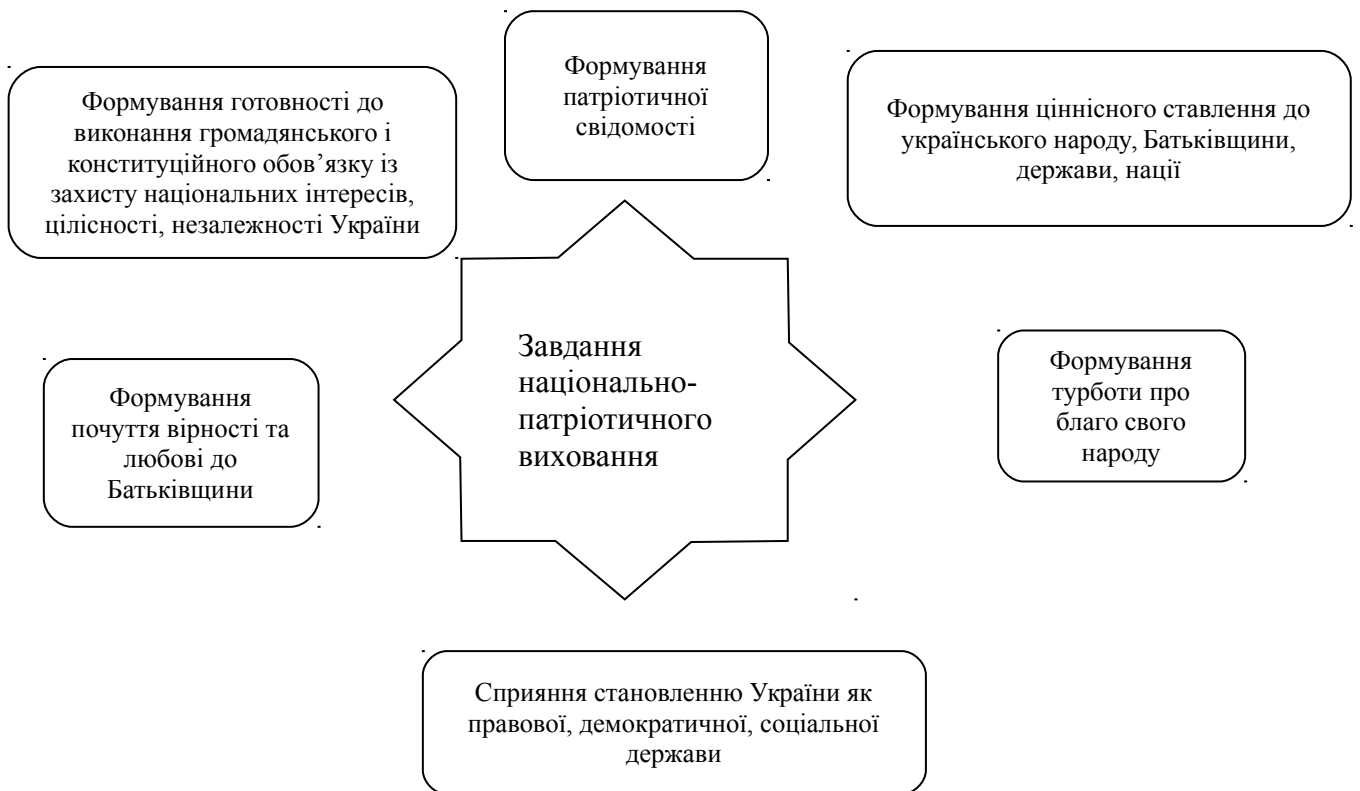 Формування
патріотичної
свідомості
Формування готовності до
виконання громадянського і
конституційного обов’язку із
захисту національних інтересів,
цілісності, незалежності України
Формування ціннісного ставлення до
українського народу, Батьківщини,
держави, нації
Завдання
національно-
патріотичного
виховання
Формування
турботи про
благо свого
народу
Формування
почуття вірності та
любові до
Батьківщини
Сприяння становленню України як
правової, демократичної, соціальної
держави